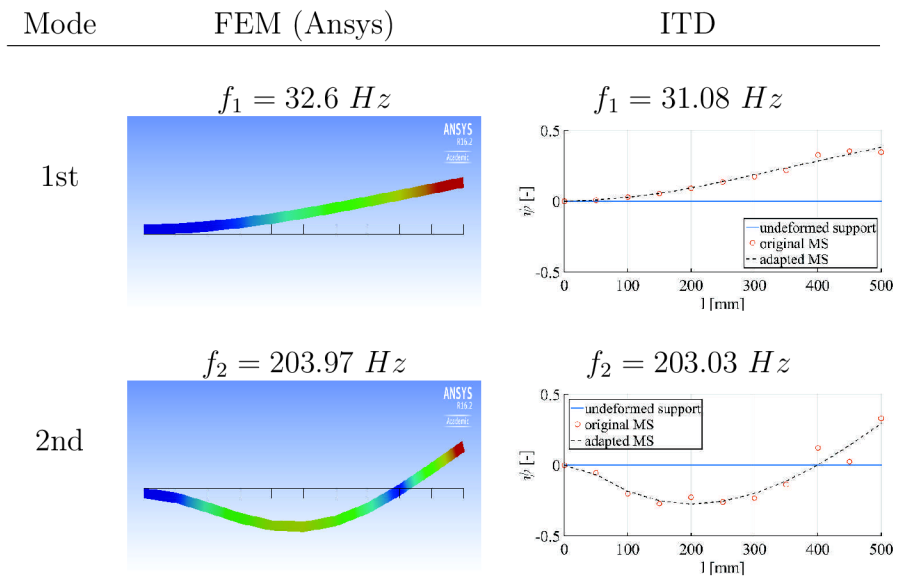 Mode FEM (Ansys) ITD
1st
f₁ = 32.6 Hz
ANSYS
R16.2
Academic
f₁ = 31.08 Hz
0.5
0
-0.5
ψ [-]
undeformed support
original MS
adapted MS
0 100 200 300 400 500
l [mm]
2nd
f₂ = 203.97 Hz
ANSYS
R16.2
Academic
f₂ = 203.03 Hz
0.5
0
-0.5
ψ [-]
undeformed support
original MS
adapted MS
0 100 200 300 400 500
l [mm]